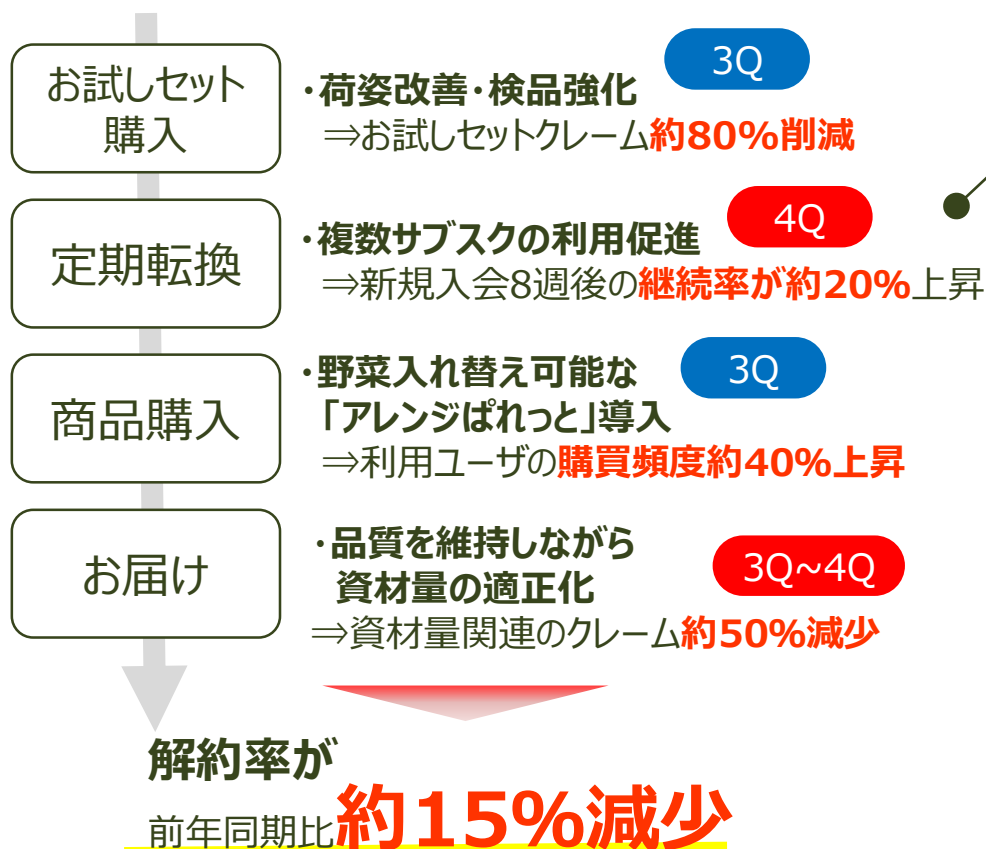 お試しセット
購入
3Q
・荷姿改善・検品強化
⇒お試しセットクレーム約80%削減
定期転換
4Q
・複数サブスクの利用促進
⇒新規入会8週後の継続率が約20%上昇
商品購入
3Q
・野菜入れ替え可能な
「アレンジぱれっと」導入
⇒利用ユーザの購買頻度約40%上昇
お届け
3Q~4Q
・品質を維持しながら
資材量の適正化
⇒資材量関連のクレーム約50%減少
解約率が
前年同期比約15%減少